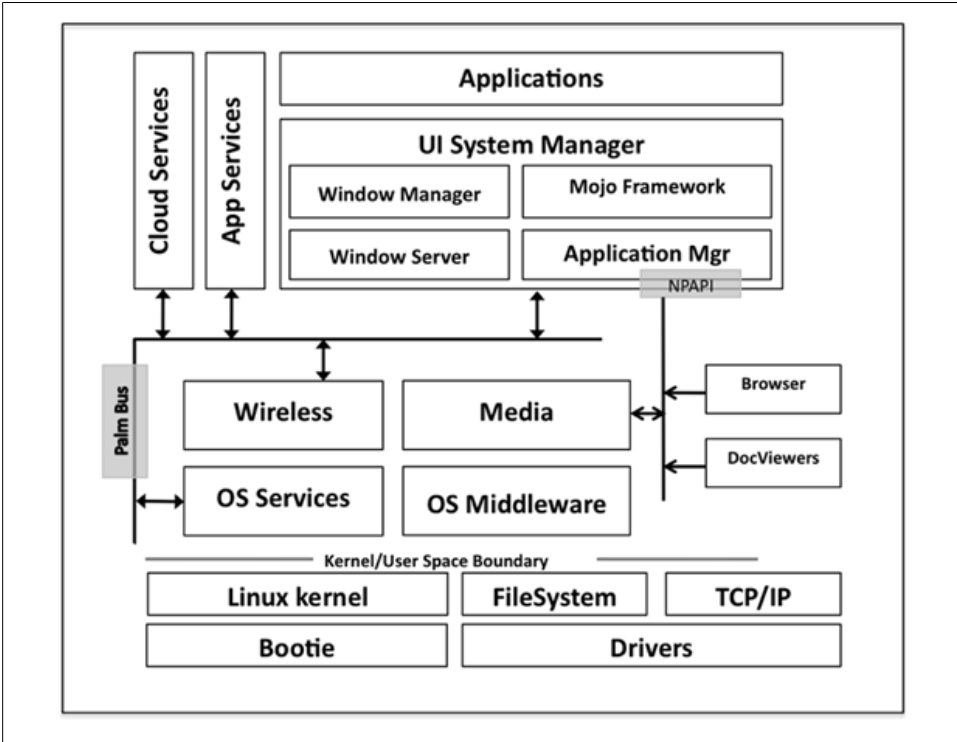 Cloud Services
App Services
Applications
UI System Manager
Window Manager
Mojo Framework
Window Server
Application Mgr
NPAPI
Palm Bus
Wireless
Media
Browser
DocViewers
OS Services
OS Middleware
Kernel/User Space Boundary
Linux kernel
FileSystem
TCP/IP
Bootie
Drivers